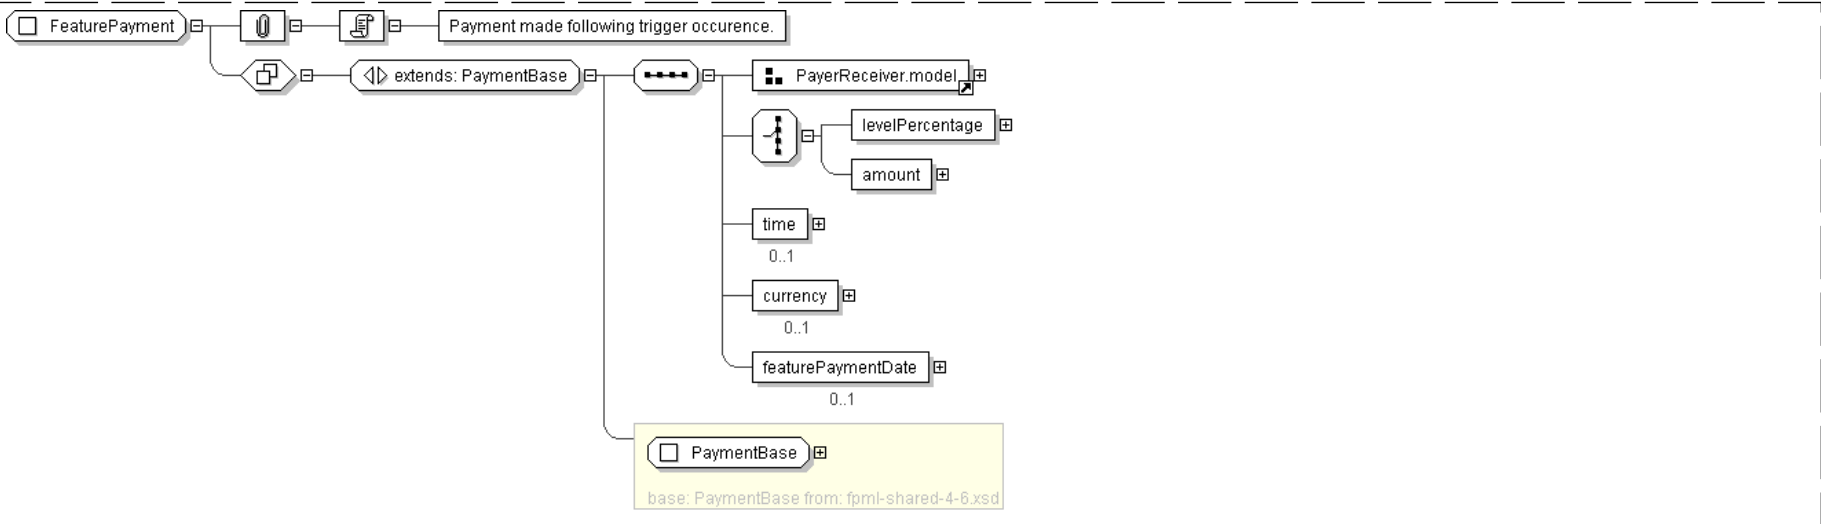 FeaturePayment
Payment made following trigger occurence.
extends: PaymentBase
PayerReceiver.model
levelPercentage
amount
time
0..1
currency
0..1
featurePaymentDate
0..1
PaymentBase
base: PaymentBase from: fpml-shared-4-6.xsd